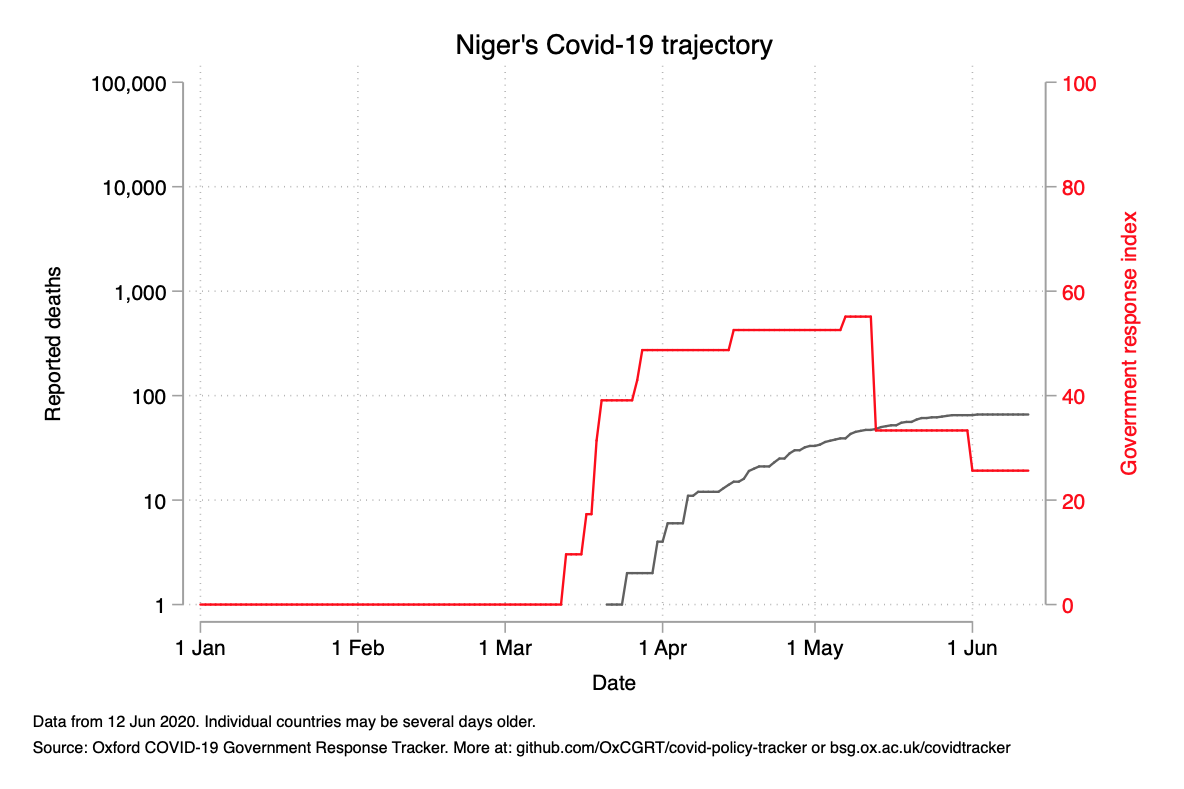 Niger's Covid-19 trajectory
100,000
10,000
1,000
100
10
1
Reported deaths
100
80
60
40
20
0
Government response index
1 Jan 1 Feb 1 Mar 1 Apr 1 May 1 Jun
Date
Data from 12 Jun 2020. Individual countries may be several days older.
Source: Oxford COVID-19 Government Response Tracker. More at: github.com/OxCGRT/covid-policy-tracker or bsg.ox.ac.uk/covidtracker